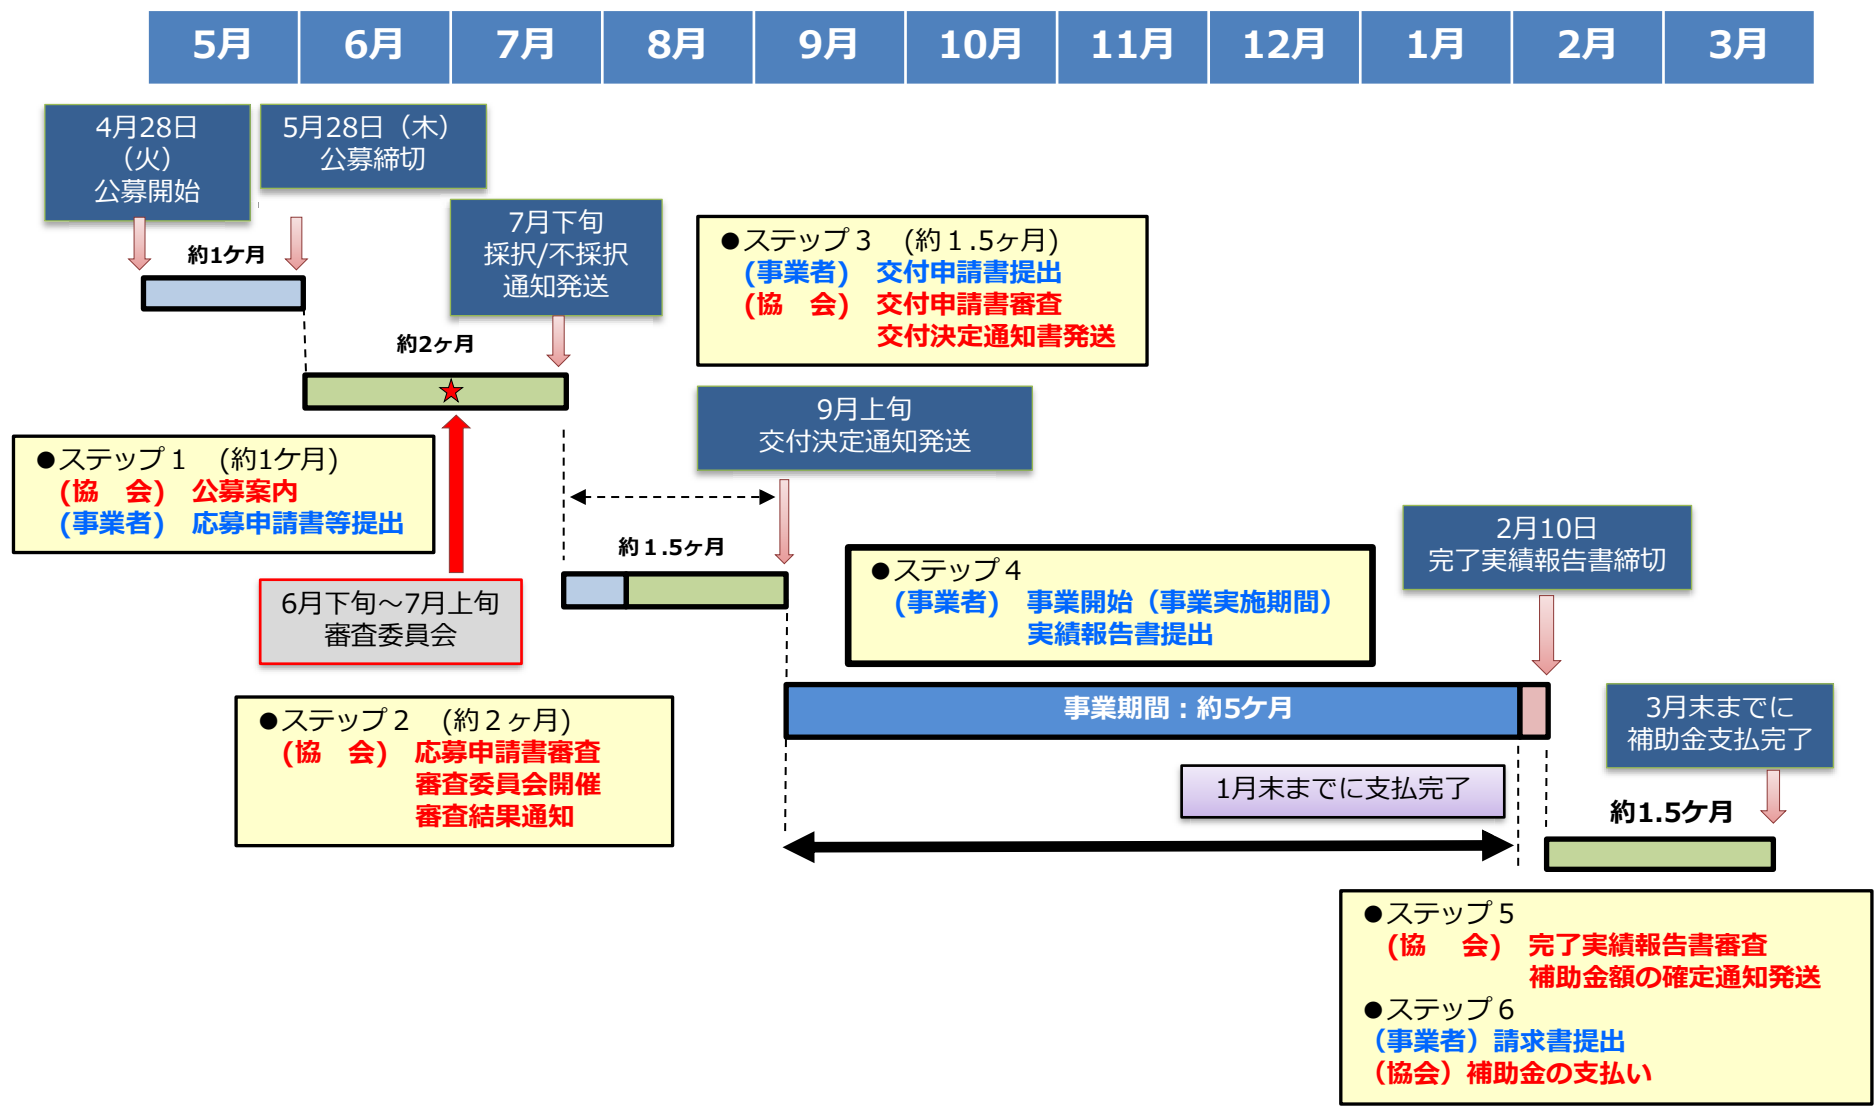 5月 6月 7月 8月 9月 10月 11月 12月 1月 2月 3月
4月28日
（火）
公募開始
5月28日（木）
公募締切
約1ケ月
7月下旬
採択/不採択
通知発送
約2ヶ月
●ステップ３　(約１.5ヶ月)
(事業者)　交付申請書提出
(協　会)　交付申請書審査
交付決定通知書発送
9月上旬
交付決定通知発送
●ステップ１　(約1ケ月)
(協　会)　公募案内
(事業者)　応募申請書等提出
約１.5ヶ月
6月下旬～7月上旬
審査委員会
●ステップ４
(事業者)　事業開始（事業実施期間）
実績報告書提出
2月10日
完了実績報告書締切
事業期間：約5ケ月
●ステップ２　(約２ヶ月)
(協　会)　応募申請書審査
審査委員会開催
審査結果通知
1月末までに支払完了
3月末までに
補助金支払完了
約1.5ケ月
●ステップ５
(協　会)　完了実績報告書審査
補助金額の確定通知発送
●ステップ６
（事業者）請求書提出
（協会）補助金の支払い